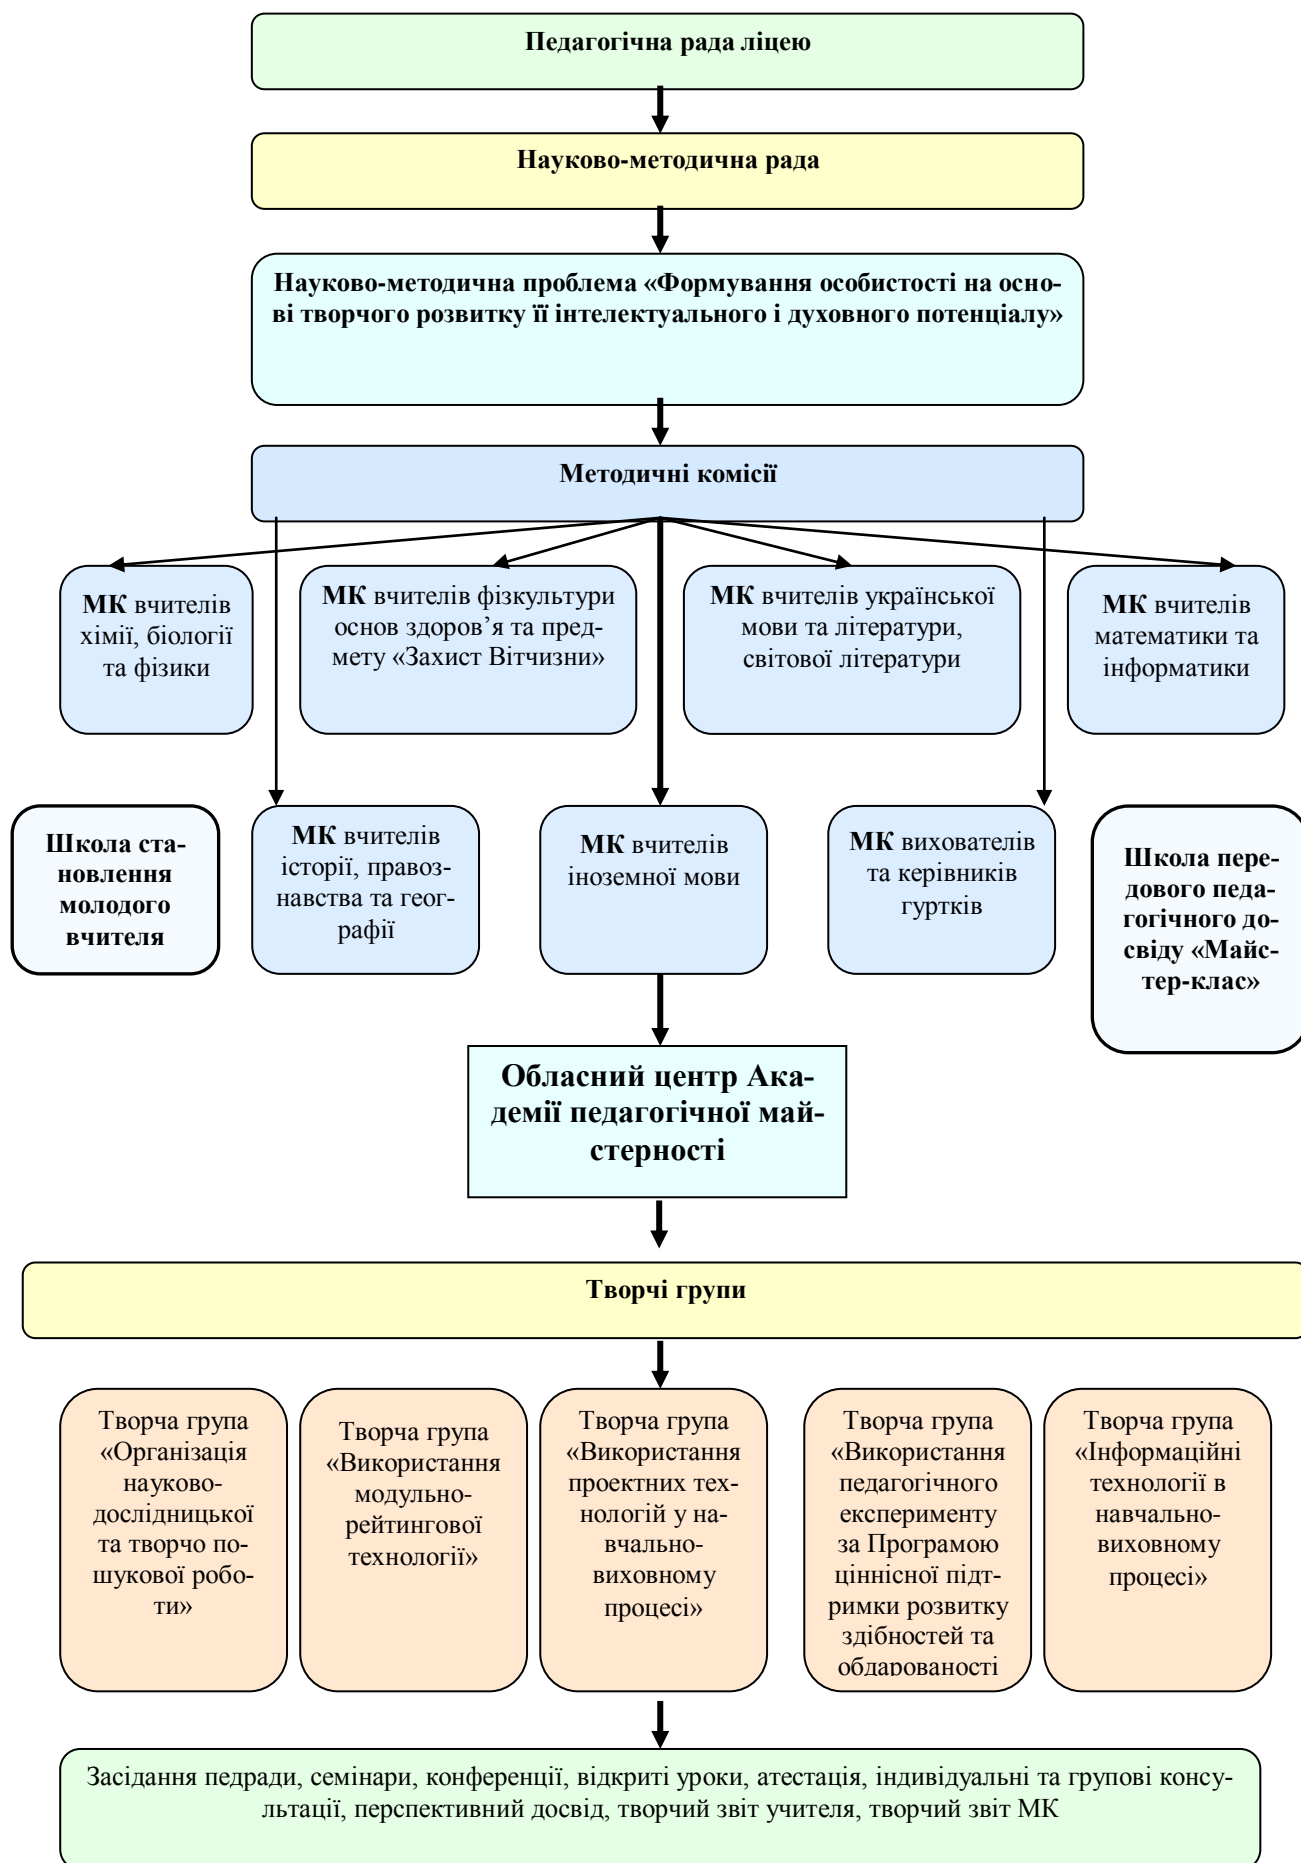 Педагогічна рада ліцею
Науково-методична рада
Науково-методична проблема «Формування особистості на осно-
ві творчого розвитку її інтелектуального і духовного потенціалу»
Методичні комісії
МК вчителів
хімії, біології
та фізики
МК вчителів фізкультури
основ здоров’я та пред-
мету «Захист Вітчизни»
МК вчителів української
мови та літератури,
світової літератури
МК вчителів
математики та
інформатики
Школа ста-
новлення
молодого
вчителя
МК вчителів
історії, правоз-
навства та геог-
рафії
МК вчителів
іноземної мови
МК вихователів
та керівників
гуртків
Школа пере-
дового педа-
гогічного до-
свіду «Майс-
тер-клас»
Обласний центр Ака-
демії педагогічної май-
стерності
Творчі групи
Творча група
«Організація
науково-
дослідницької
та творчо по-
шукової робо-
ти»
Творча група
«Використання
модульно-
рейтингової
технології»
Творча група
«Використання
проектних тех-
нологій у на-
вчально-
виховному
процесі»
Творча група
«Використання
педагогічного
експерименту
за Програмою
ціннісної підт-
римки розвитку
здібностей та
обдарованості
Творча група
«Інформаційні
технології в
навчально-
виховному
процесі»
Засідання педради, семінари, конференції, відкриті уроки, атестація, індивідуальні та групові консу-
льтації, перспективний досвід, творчий звіт учителя, творчий звіт МК